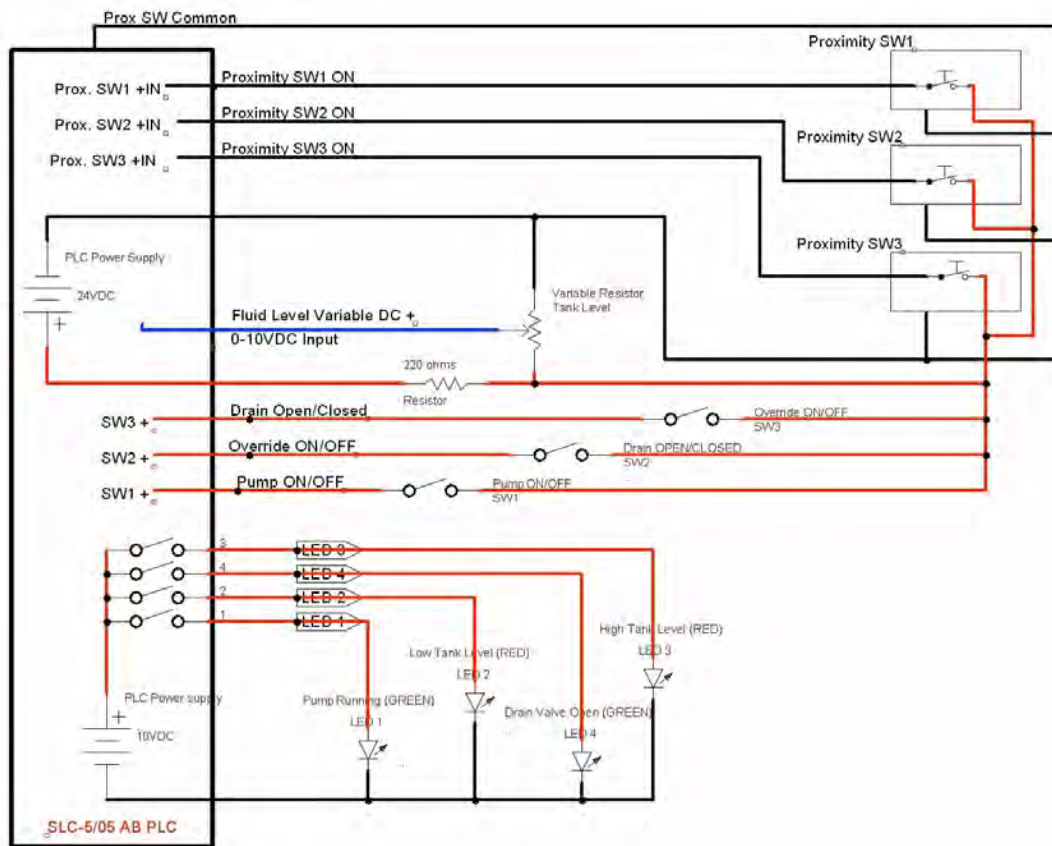 Prox SW Common
Proximity SW1
Prox. SW1 +IN
Proximity SW1 ON
Prox. SW2 +IN
Proximity SW2 ON
Proximity SW2
Prox. SW3 +IN
Proximity SW3 ON
Proximity SW3
PLC Power Supply
24VDC
+
Fluid Level Variable DC +
0-10VDC Input
Variable Resistor
Tank Level
220 ohms
Resistor
SW3 +
Drain Open/Closed
Override ON/OFF
SW3
SW2 +
Override ON/OFF
Drain OPEN/CLOSED
SW2
SW1 +
Pump ON/OFF
Pump ON/OFF
SW1
3
LED 3
4
LED 4
2
LED 2
1
LED 1
High Tank Level (RED)
LED 3
Low Tank Level (RED)
LED 2
PLC Power supply
+
Pump Running (GREEN)
LED 1
Drain Valve Open (GREEN)
LED 4
SLC-5/05 AB PLC